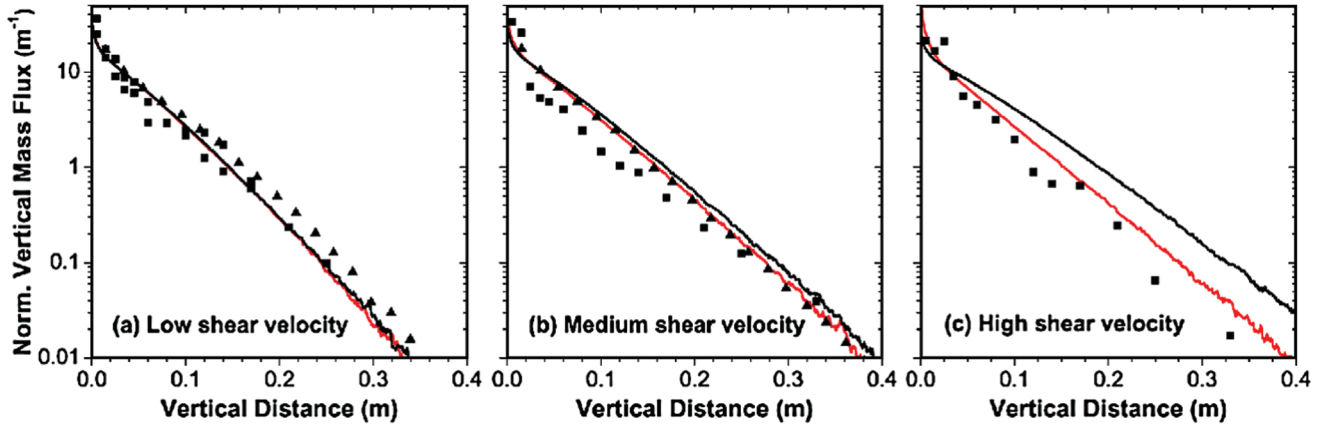 Norm. Vertical Mass Flux (m⁻¹)
10
1
0.1
0.01
(a) Low shear velocity
(b) Medium shear velocity
(c) High shear velocity
0.0 0.1 0.2 0.3 0.4
0.0 0.1 0.2 0.3 0.4
0.0 0.1 0.2 0.3 0.4
Vertical Distance (m)
Vertical Distance (m)
Vertical Distance (m)